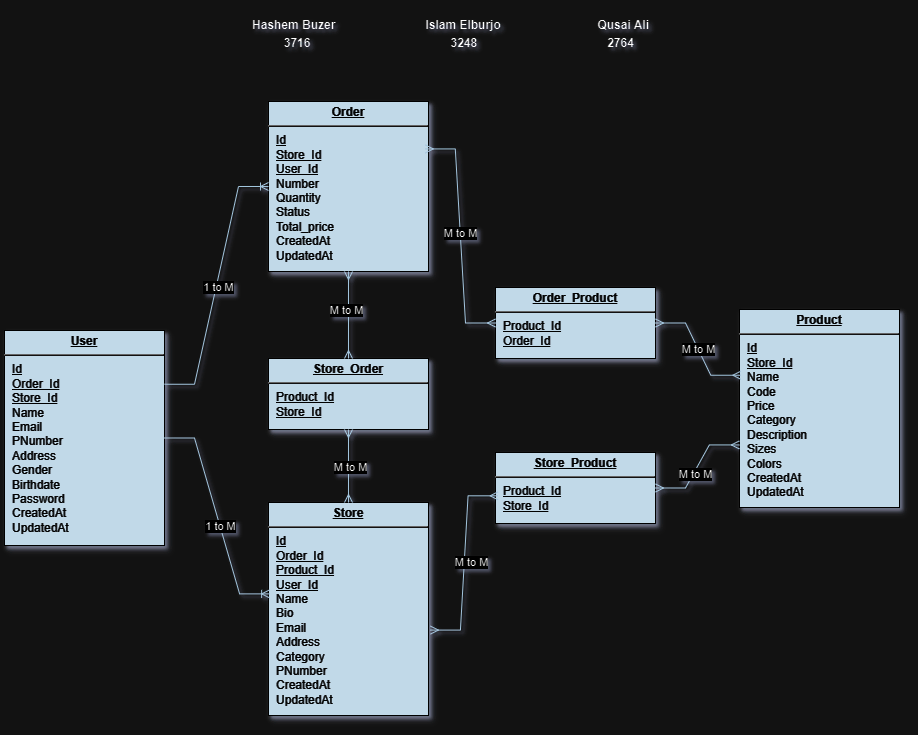 Hashem Buzer
3716
Islam Elburjo
3248
Qusai Ali
2764
Order
Id
Store_Id
User_Id
Number
Quantity
Status
Total_price
CreatedAt
UpdatedAt
M to M
1 to M
M to M
Order_Product
Product_Id
Order_Id
Product
Id
Store_Id
Name
Code
Price
Category
Description
Sizes
Colors
CreatedAt
UpdatedAt
M to M
User
Id
Order_Id
Store_Id
Name
Email
PNumber
Address
Gender
Birthdate
Password
CreatedAt
UpdatedAt
Store_Order
Product_Id
Store_Id
M to M
Store_Product
Product_Id
Store_Id
M to M
1 to M
M to M
Store
Id
Order_Id
Product_Id
User_Id
Name
Bio
Email
Address
Category
PNumber
CreatedAt
UpdatedAt